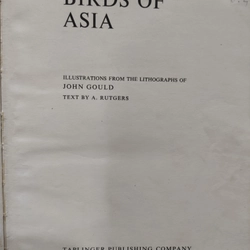 BIRDS OF
ASIA
ILLUSTRATIONS FROM THE LITHOGRAPHS OF
JOHN GOULD
TEXT BY A. RUTGERS
TAPLINGER PUBLISHING COMPANY